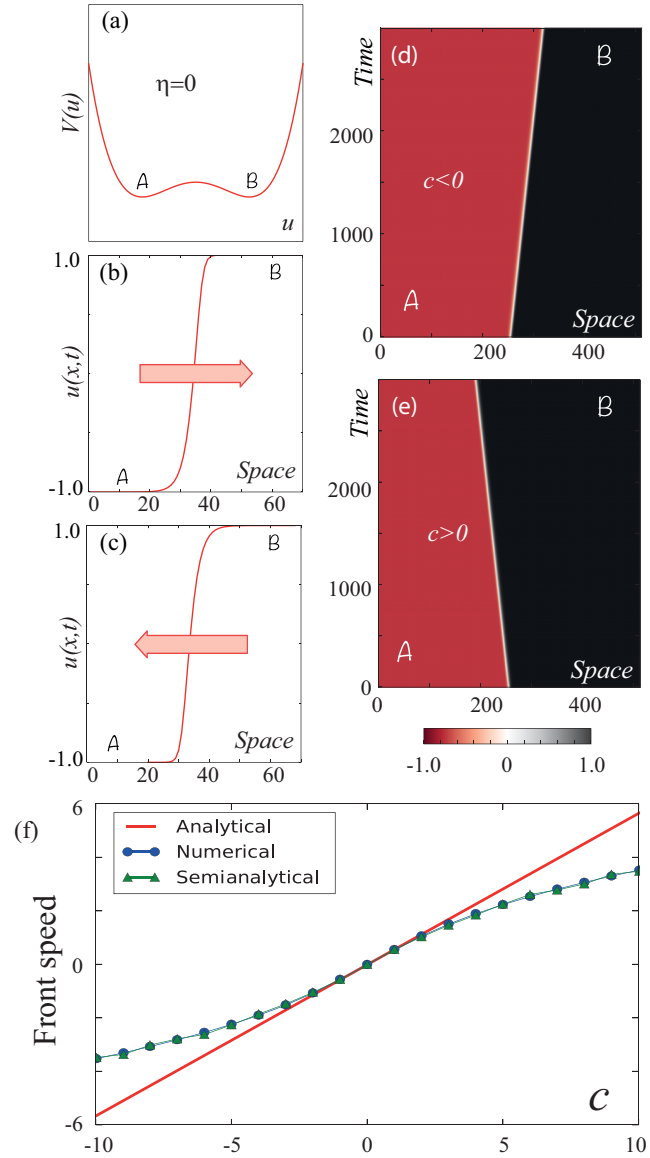 (a)
η=0
V(u)
A
B
u
(b)
1.0
B
u(x,t)
A
Space
-1.0
0 20 40 60
(c)
1.0
B
u(x,t)
A
Space
-1.0
0 20 40 60
(d)
Time
B
2000
c<0
1000
A
Space
0
0 200 400
(e)
Time
B
2000
c>0
1000
A
Space
0
0 200 400
-1.0 0 1.0
(f)
6
Analytical
Numerical
Semianalytical
Front speed
0
c
-6
-10 -5 0 5 10